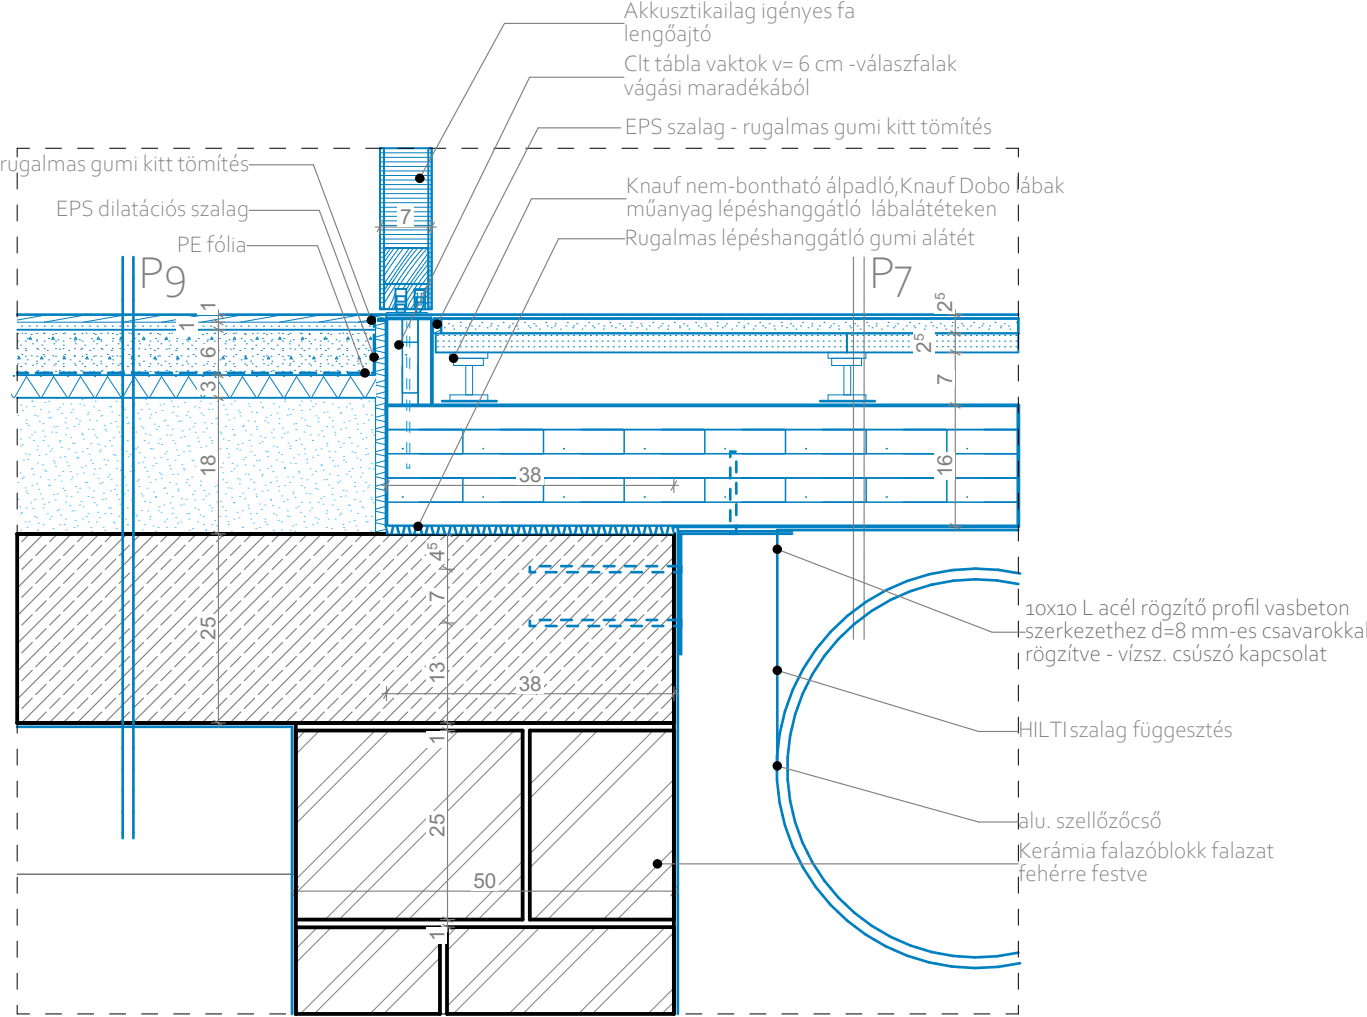 Akkusztikailag igényes fa
lengőajtó
Clt tábla vaktok v= 6 cm -válaszfalak
vágási maradékából
EPS szalag - rugalmas gumi kitt tömítés
rugalmas gumi kitt tömítés
Knauf nem-bontható álpadló,Knauf Dobo lábak
műanyag lépéshanggátló lábalátéteken
EPS dilatációs szalag
7
Rugalmas lépéshanggátló gumi alátét
PE fólia
P9
P7
1
2⁵
1
2⁵
6
7
3
18
38
16
4⁵
7
25
13
38
10x10 L acél rögzítő profil vasbeton
szerkezethez d=8 mm-es csavarokkal
rögzítve - vízsz. csúszó kapcsolat
HILTI szalag függesztés
1
25
alu. szellőzőcső
Kerámia falazóblokk falazat
fehérre festve
50
1